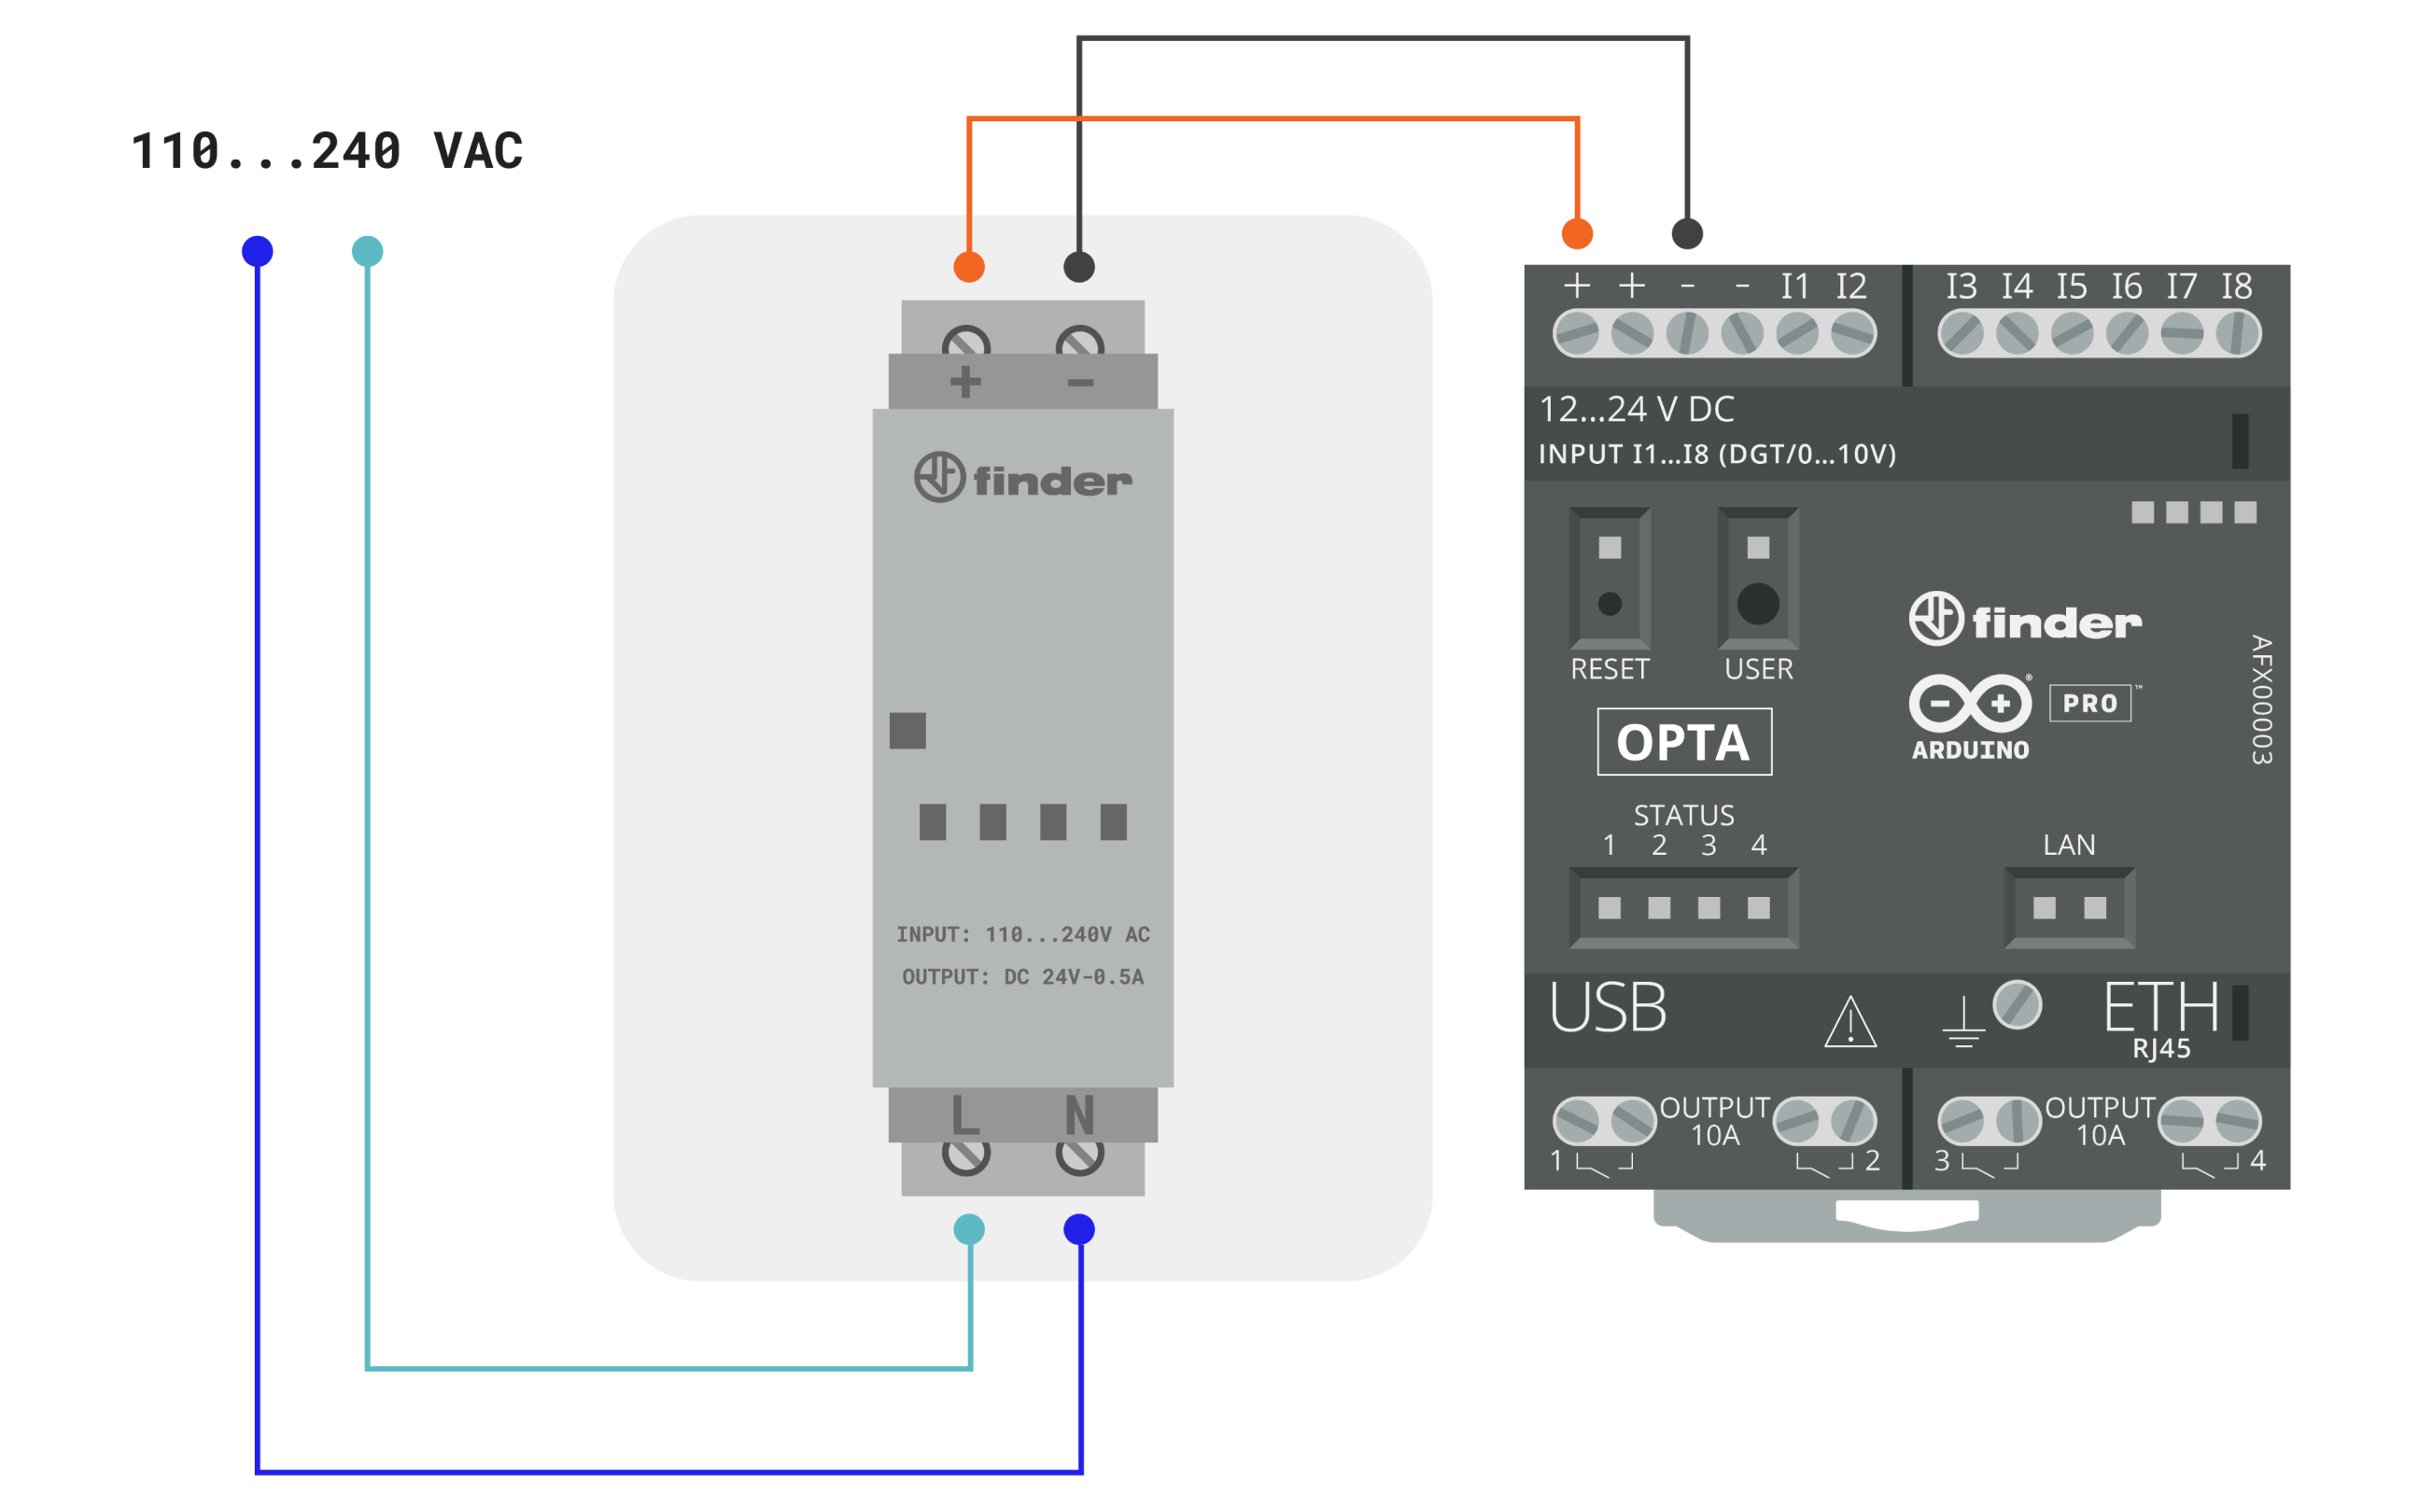 110...240 VAC
+ -
finder
INPUT: 110...240V AC
OUTPUT: DC 24V-0.5A
L N
+ + - - I1 I2 I3 I4 I5 I6 I7 I8
12...24 V DC
INPUT I1...I8 (DGT/0...10V)
RESET USER
finder
ARDUINO® PRO™
AFX00003
OPTA
STATUS
1 2 3 4
LAN
USB
ETH
RJ45
OUTPUT
10A
1 2
OUTPUT
10A
3 4